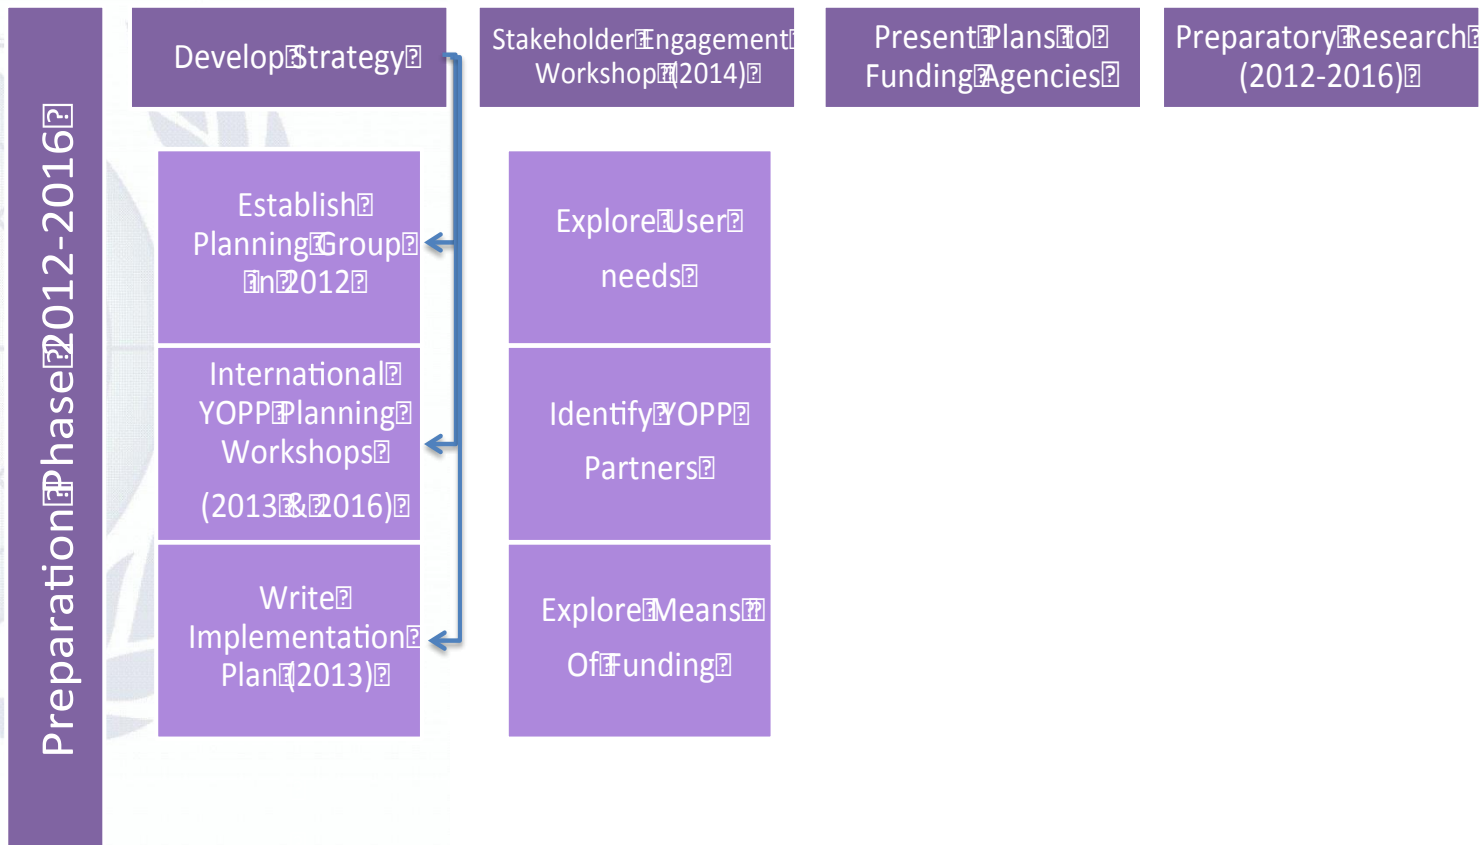 Preparation Phase 2012-2016
Develop Strategy
Stakeholder Engagement
Workshop (2014)
Present Plans to
Funding Agencies
Preparatory Research
(2012-2016)
Establish
Planning Group
in 2012
International
YOPP Planning
Workshops
(2013 & 2016)
Write
Implementation
Plan (2013)
Explore User
needs
Identify YOPP
Partners
Explore Means
Of Funding